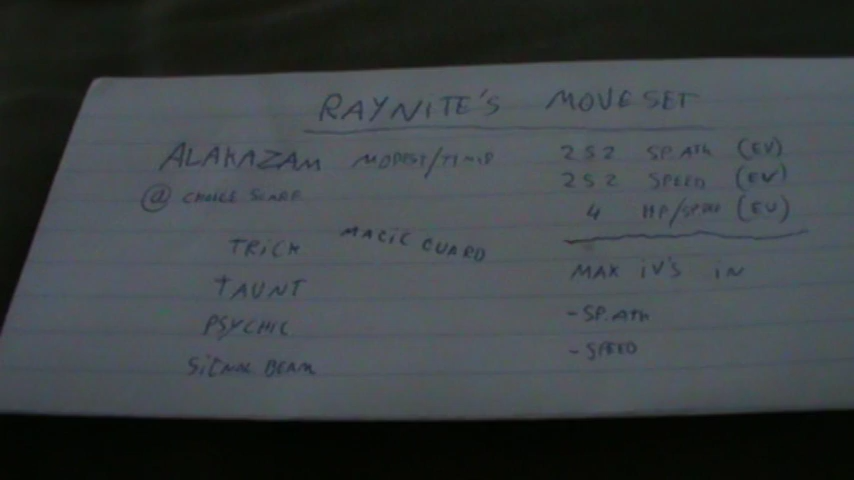 RAYNITE'S MOVESET
ALAKAZAM MODEST/TIMID
@ CHOICE SCARF
MAGIC GUARD
TRICK
TAUNT
PSYCHIC
SIGNAL BEAM
252 SP.ATK (EV)
252 SPEED (EV)
4 HP/SPDEF (EV)
MAX IV'S IN
- SP.ATK
- SPEED